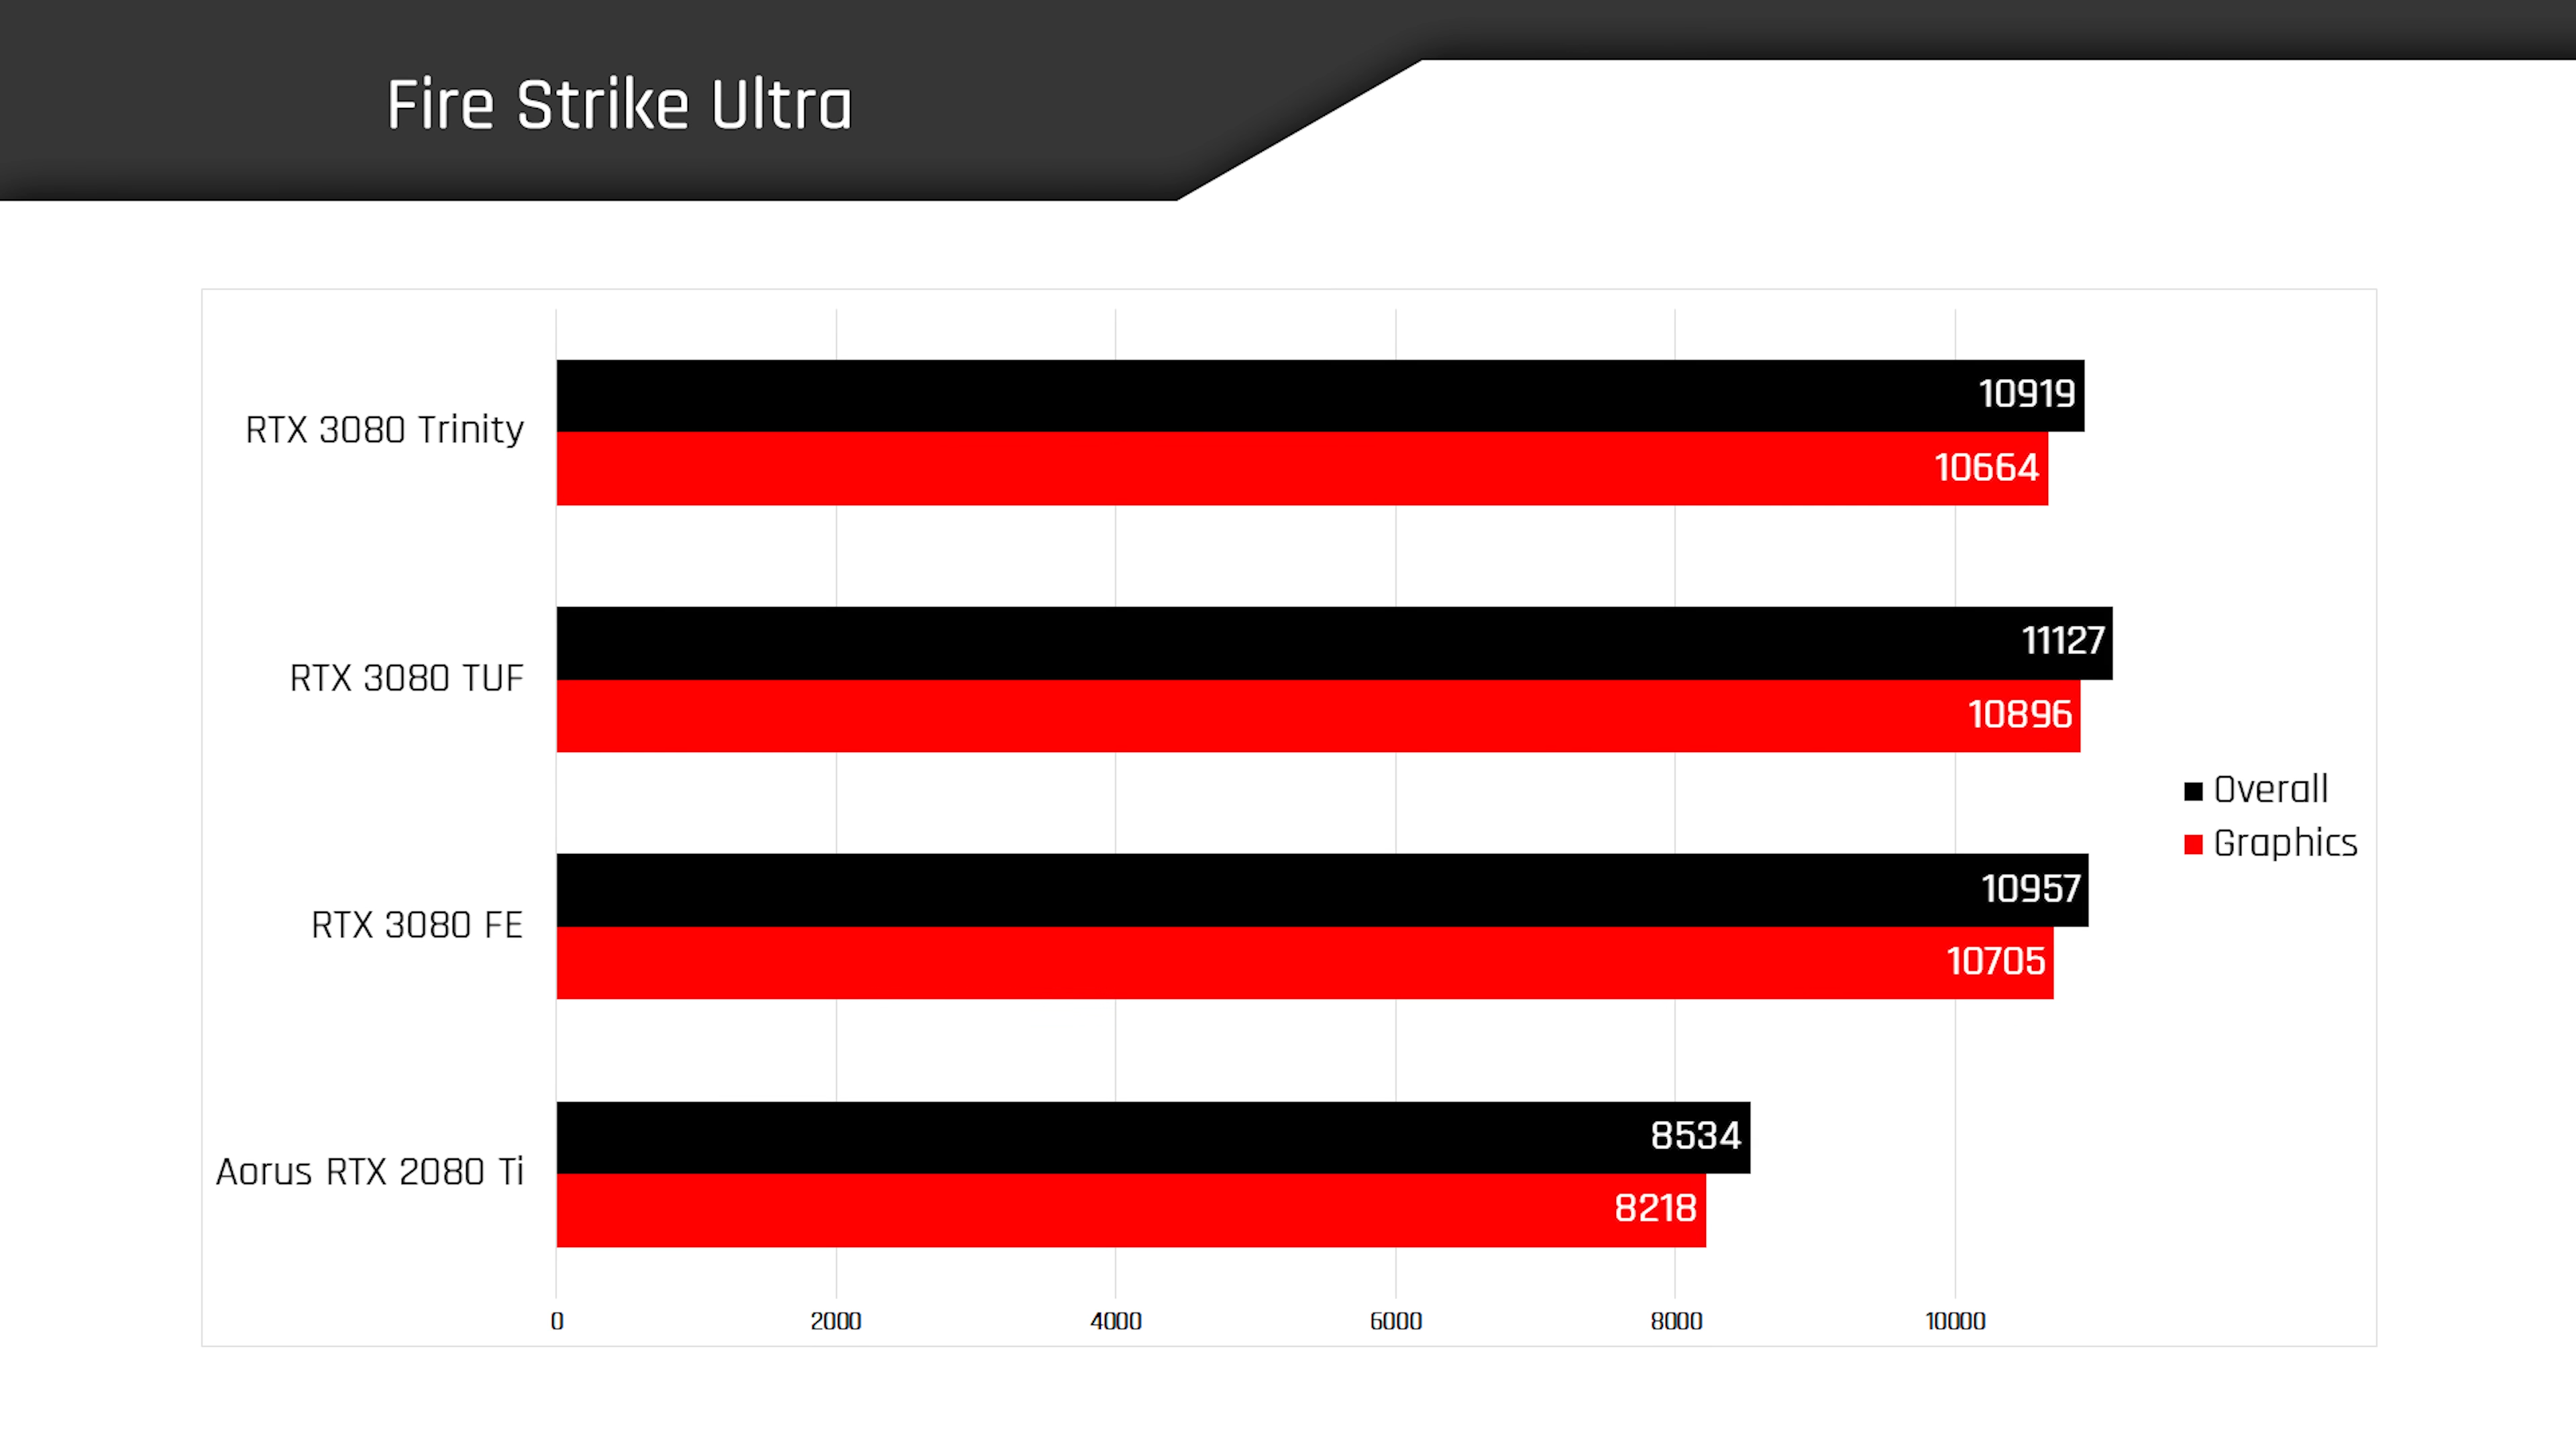 Fire Strike Ultra
RTX 3080 Trinity
10919
10664
RTX 3080 TUF
11127
10896
RTX 3080 FE
10957
10705
Aorus RTX 2080 Ti
8534
8218
Overall
Graphics
0 2000 4000 6000 8000 10000